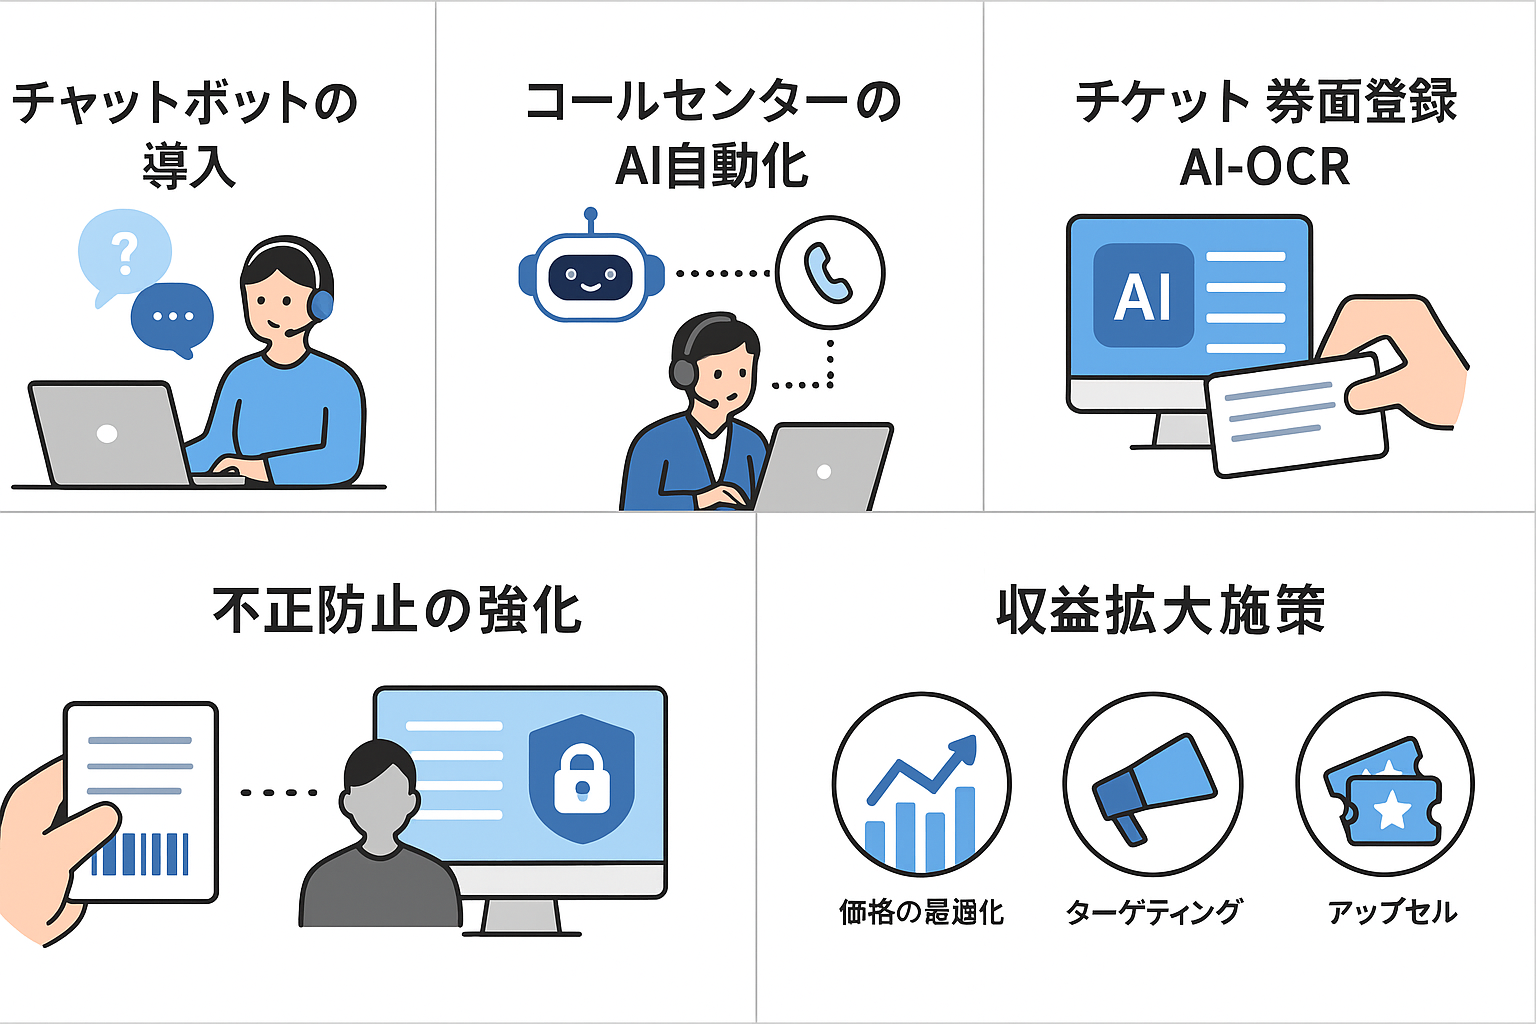 チャットボットの
導入
?
コールセンターの
AI自動化
チケット 券面登録
AI-OCR
AI
不正防止の強化
収益拡大施策
価格の最適化
ターゲティング
アップセル